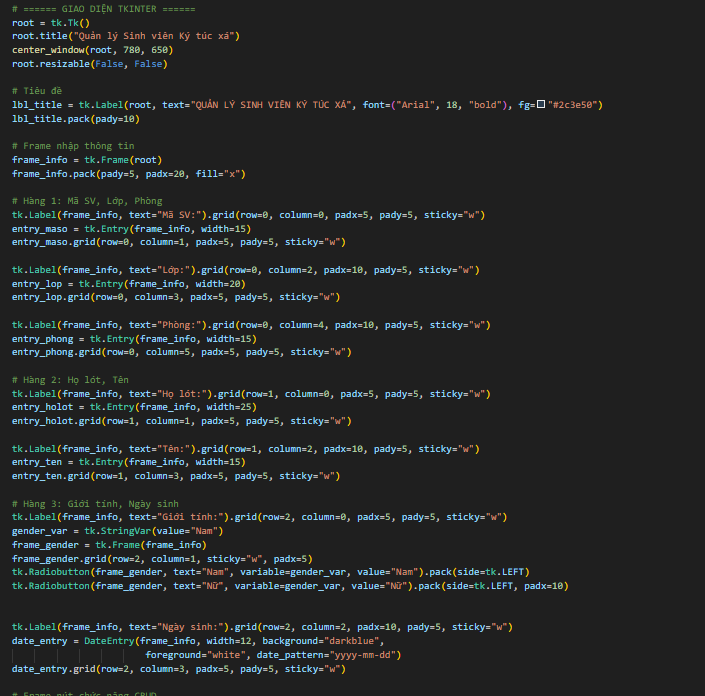 # ====== GIAO DIỆN TKINTER ======
root = tk.Tk()
root.title("Quản lý Sinh viên Ký túc xá")
center_window(root, 780, 650)
root.resizable(False, False)
# Tiêu đề
lbl_title = tk.Label(root, text="QUẢN LÝ SINH VIÊN KÝ TÚC XÁ", font=("Arial", 18, "bold"), fg="#2c3e50")
lbl_title.pack(pady=10)
# Frame nhập thông tin
frame_info = tk.Frame(root)
frame_info.pack(pady=5, padx=20, fill="x")
# Hàng 1: Mã SV, Lớp, Phòng
tk.Label(frame_info, text="Mã SV:").grid(row=0, column=0, padx=5, pady=5, sticky="w")
entry_maso = tk.Entry(frame_info, width=15)
entry_maso.grid(row=0, column=1, padx=5, pady=5, sticky="w")
tk.Label(frame_info, text="Lớp:").grid(row=0, column=2, padx=10, pady=5, sticky="w")
entry_lop = tk.Entry(frame_info, width=20)
entry_lop.grid(row=0, column=3, padx=5, pady=5, sticky="w")
tk.Label(frame_info, text="Phòng:").grid(row=0, column=4, padx=10, pady=5, sticky="w")
entry_phong = tk.Entry(frame_info, width=15)
entry_phong.grid(row=0, column=5, padx=5, pady=5, sticky="w")
# Hàng 2: Họ lót, Tên
tk.Label(frame_info, text="Họ lót:").grid(row=1, column=0, padx=5, pady=5, sticky="w")
entry_holot = tk.Entry(frame_info, width=25)
entry_holot.grid(row=1, column=1, padx=5, pady=5, sticky="w")
tk.Label(frame_info, text="Tên:").grid(row=1, column=2, padx=10, pady=5, sticky="w")
entry_ten = tk.Entry(frame_info, width=15)
entry_ten.grid(row=1, column=3, padx=5, pady=5, sticky="w")
# Hàng 3: Giới tính, Ngày sinh
tk.Label(frame_info, text="Giới tính:").grid(row=2, column=0, padx=5, pady=5, sticky="w")
gender_var = tk.StringVar(value="Nam")
frame_gender = tk.Frame(frame_info)
frame_gender.grid(row=2, column=1, sticky="w", padx=5)
tk.Radiobutton(frame_gender, text="Nam", variable=gender_var, value="Nam").pack(side=tk.LEFT)
tk.Radiobutton(frame_gender, text="Nữ", variable=gender_var, value="Nữ").pack(side=tk.LEFT, padx=10)
tk.Label(frame_info, text="Ngày sinh:").grid(row=2, column=2, padx=10, pady=5, sticky="w")
date_entry = DateEntry(frame_info, width=12, background="darkblue",
foreground="white", date_pattern="yyyy-mm-dd")
date_entry.grid(row=2, column=3, padx=5, pady=5, sticky="w")
# Frame nút chức năng CRUD